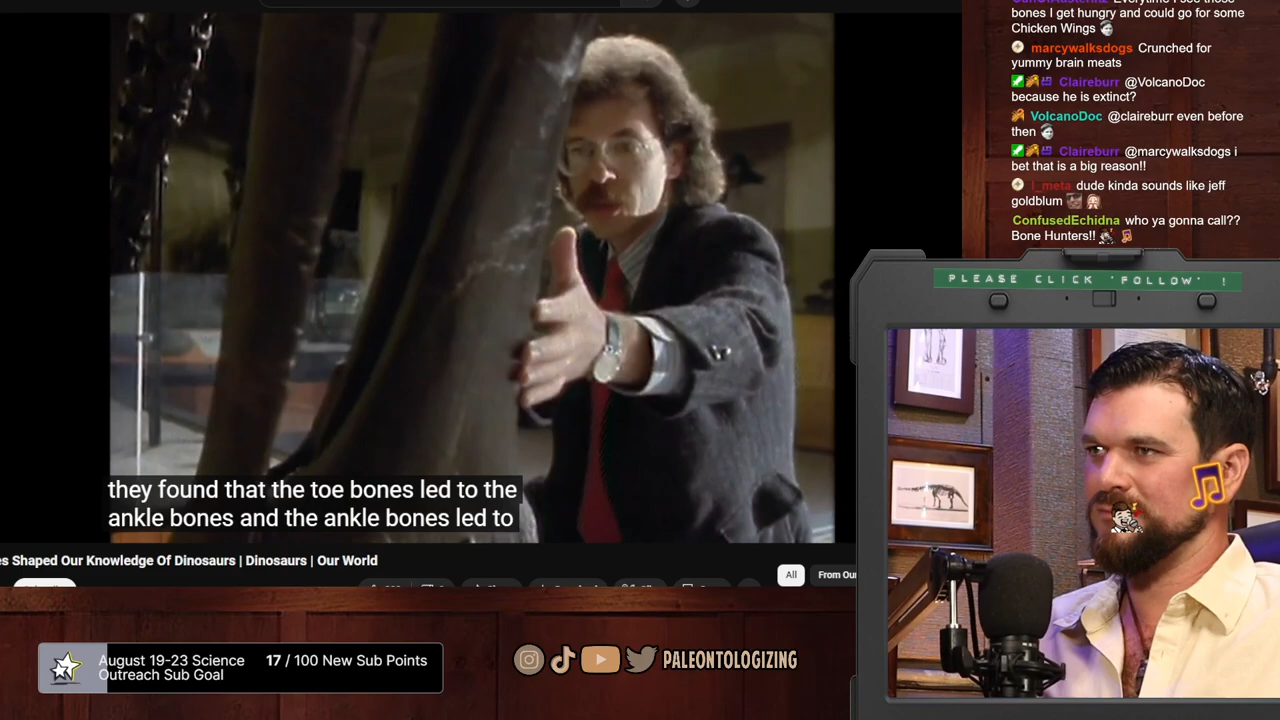 bones I get hungry and could go for some
Chicken Wings
marcywalksdogs Crunched for
yummy brain meats
Claireburr @VolcanoDoc
because he is extinct?
VolcanoDoc @claireburr even before
then
Claireburr @marcywalksdogs i
bet that is a big reason!!
l_meta dude kinda sounds like jeff
goldblum
ConfusedEchidna who ya gonna call??
Bone Hunters!!
PLEASE CLICK 'FOLLOW' !
they found that the toe bones led to the
ankle bones and the ankle bones led to
es Shaped Our Knowledge Of Dinosaurs | Dinosaurs | Our World
All
From Our
August 19-23 Science
Outreach Sub Goal
17 / 100 New Sub Points
PALEONTOLOGIZING